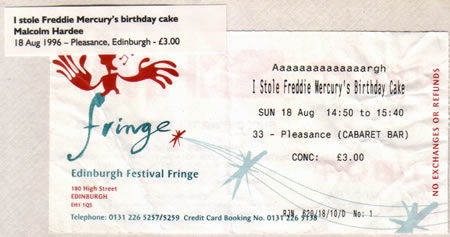 I stole Freddie Mercury's birthday cake
Malcolm Hardee
18 Aug 1996 – Pleasance, Edinburgh - £3.00
fringe
Edinburgh Festival Fringe
180 High Street
EDINBURGH
EH1 1QS
Telephone: 0131 226 5257/5259 Credit Card Booking No. 0131 226 5138
Aaaaaaaaaaaaaaargh
I Stole Freddie Mercury's Birthday Cake
SUN 18 Aug 14:50 to 15:40
33 - Pleasance (CABARET BAR)
CONC: £3.00
No: 1
NO EXCHANGES OR REFUNDS